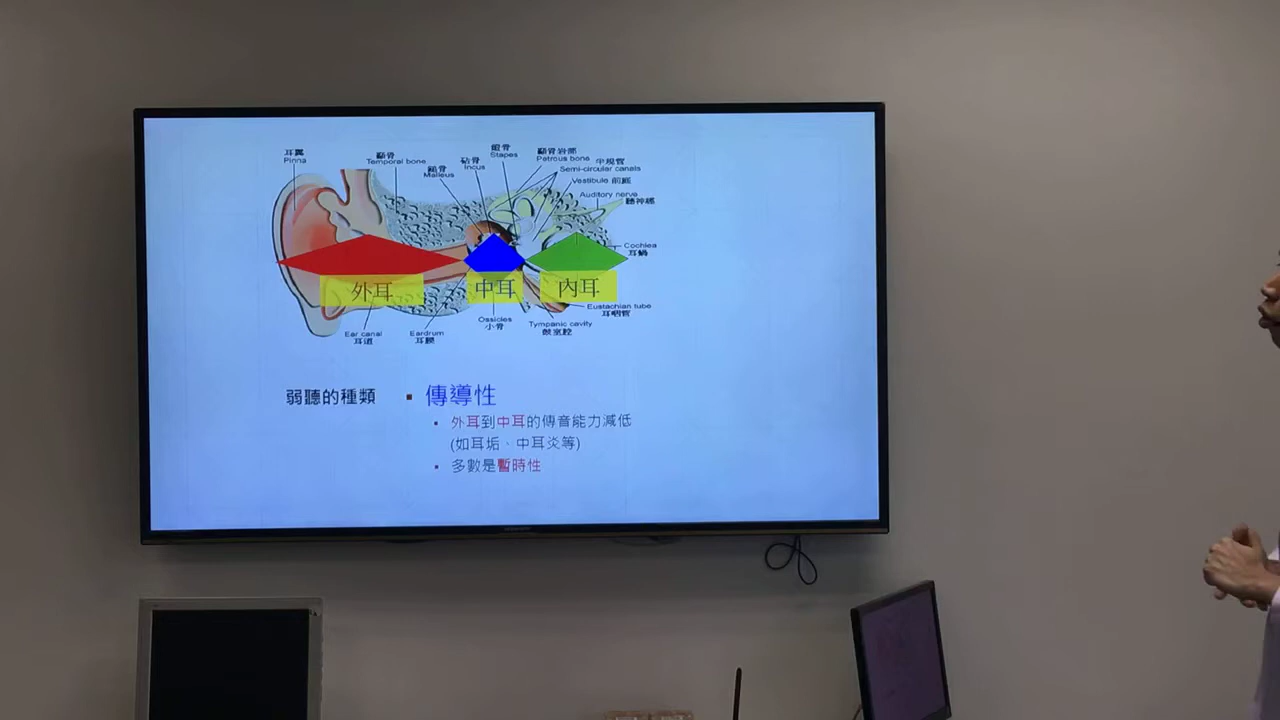 耳翼
Pinna
顳骨
Temporal bone
鎚骨
Malleus
砧骨
Incus
鐙骨
Stapes
顳骨岩部
Petrous bone
半規管
Semi-circular canals
Vestibule 前庭
Auditory nerve
聽神經
Cochlea
耳蝸
外耳
中耳
內耳
Eustachian tube
耳咽管
Ear canal
耳道
Eardrum
耳膜
Ossicles
小骨
Tympanic cavity
鼓室腔
弱聽的種類 ▪ 傳導性
▪ 外耳到中耳的傳音能力減低
(如耳垢、中耳炎等)
▪ 多數是暫時性